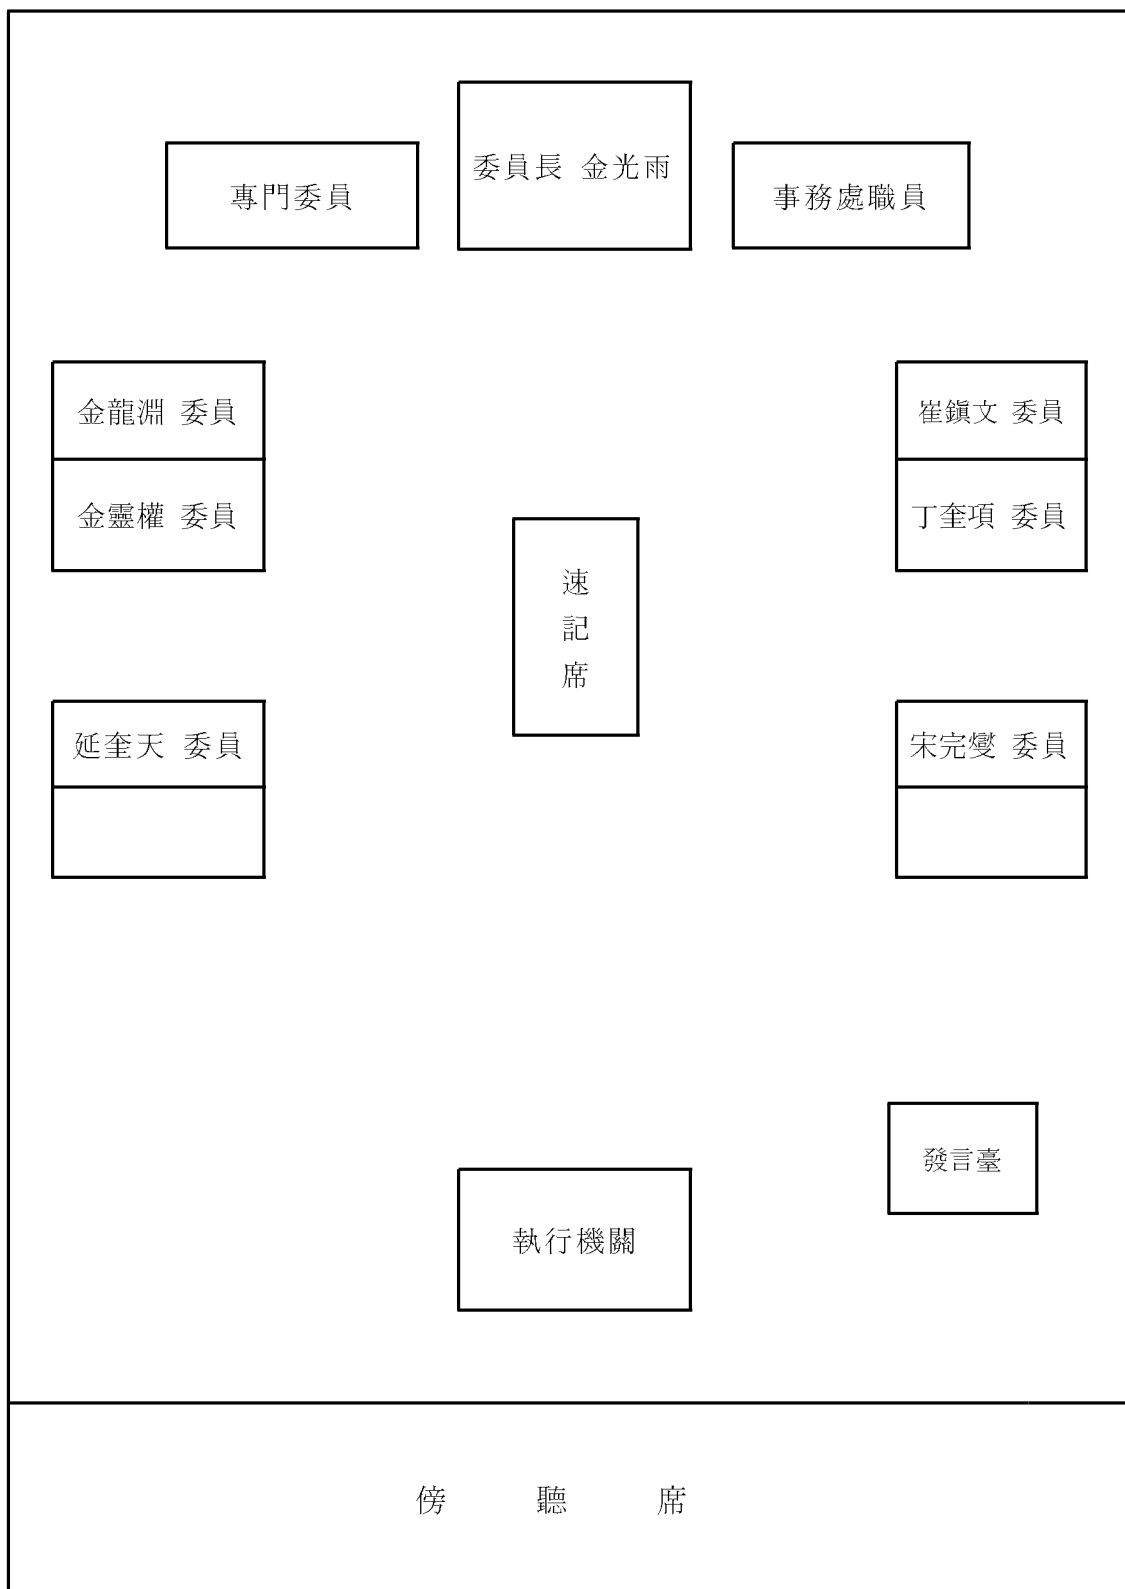 委員長 金光雨
專門委員
事務處職員
金龍淵 委員
崔鎭文 委員
金靈權 委員
丁奎項 委員
速
記
席
延奎天 委員
宋完燮 委員
發言臺
執行機關
傍 聽 席